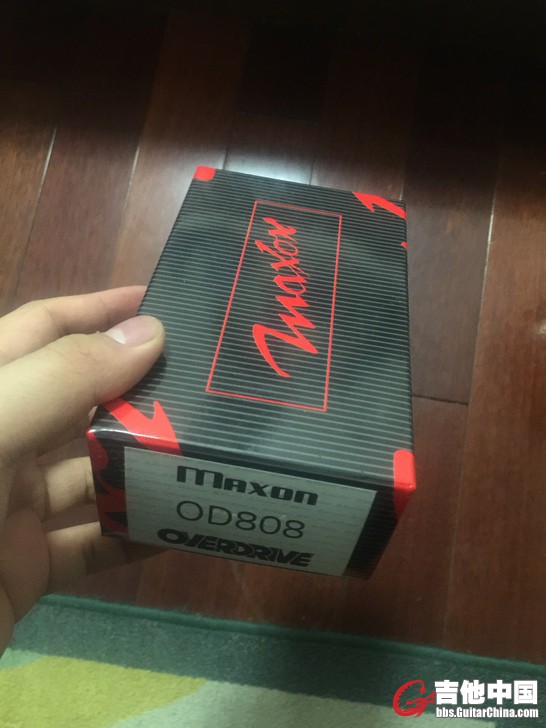 maxon
MAXON
OD808
OVERDRIVE
吉他中国
bbs.GuitarChina.com